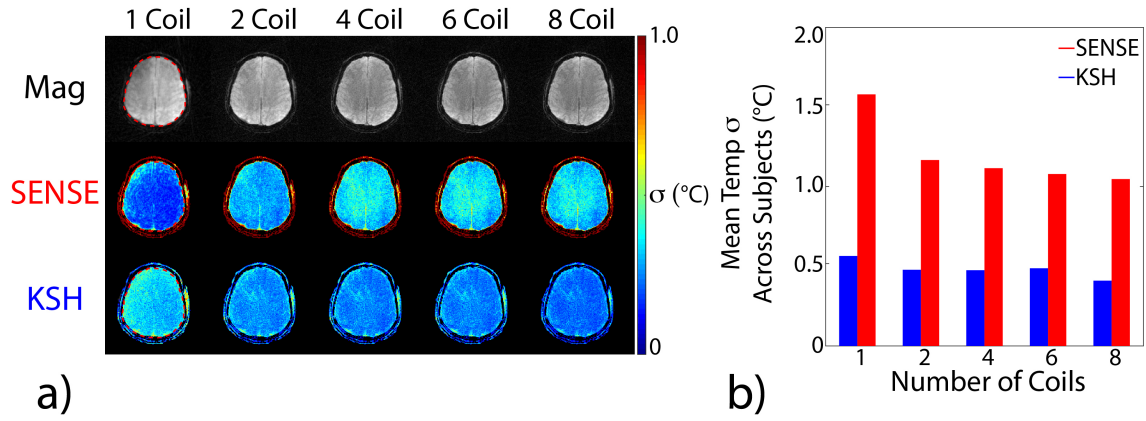 1 Coil 2 Coil 4 Coil 6 Coil 8 Coil
Mag
SENSE
KSH
1.0
σ (°C)
0
a)
2.0
1.5
1.0
0.5
0
Mean Temp σ
Across Subjects (°C)
SENSE
KSH
1 2 4 6 8
Number of Coils
b)